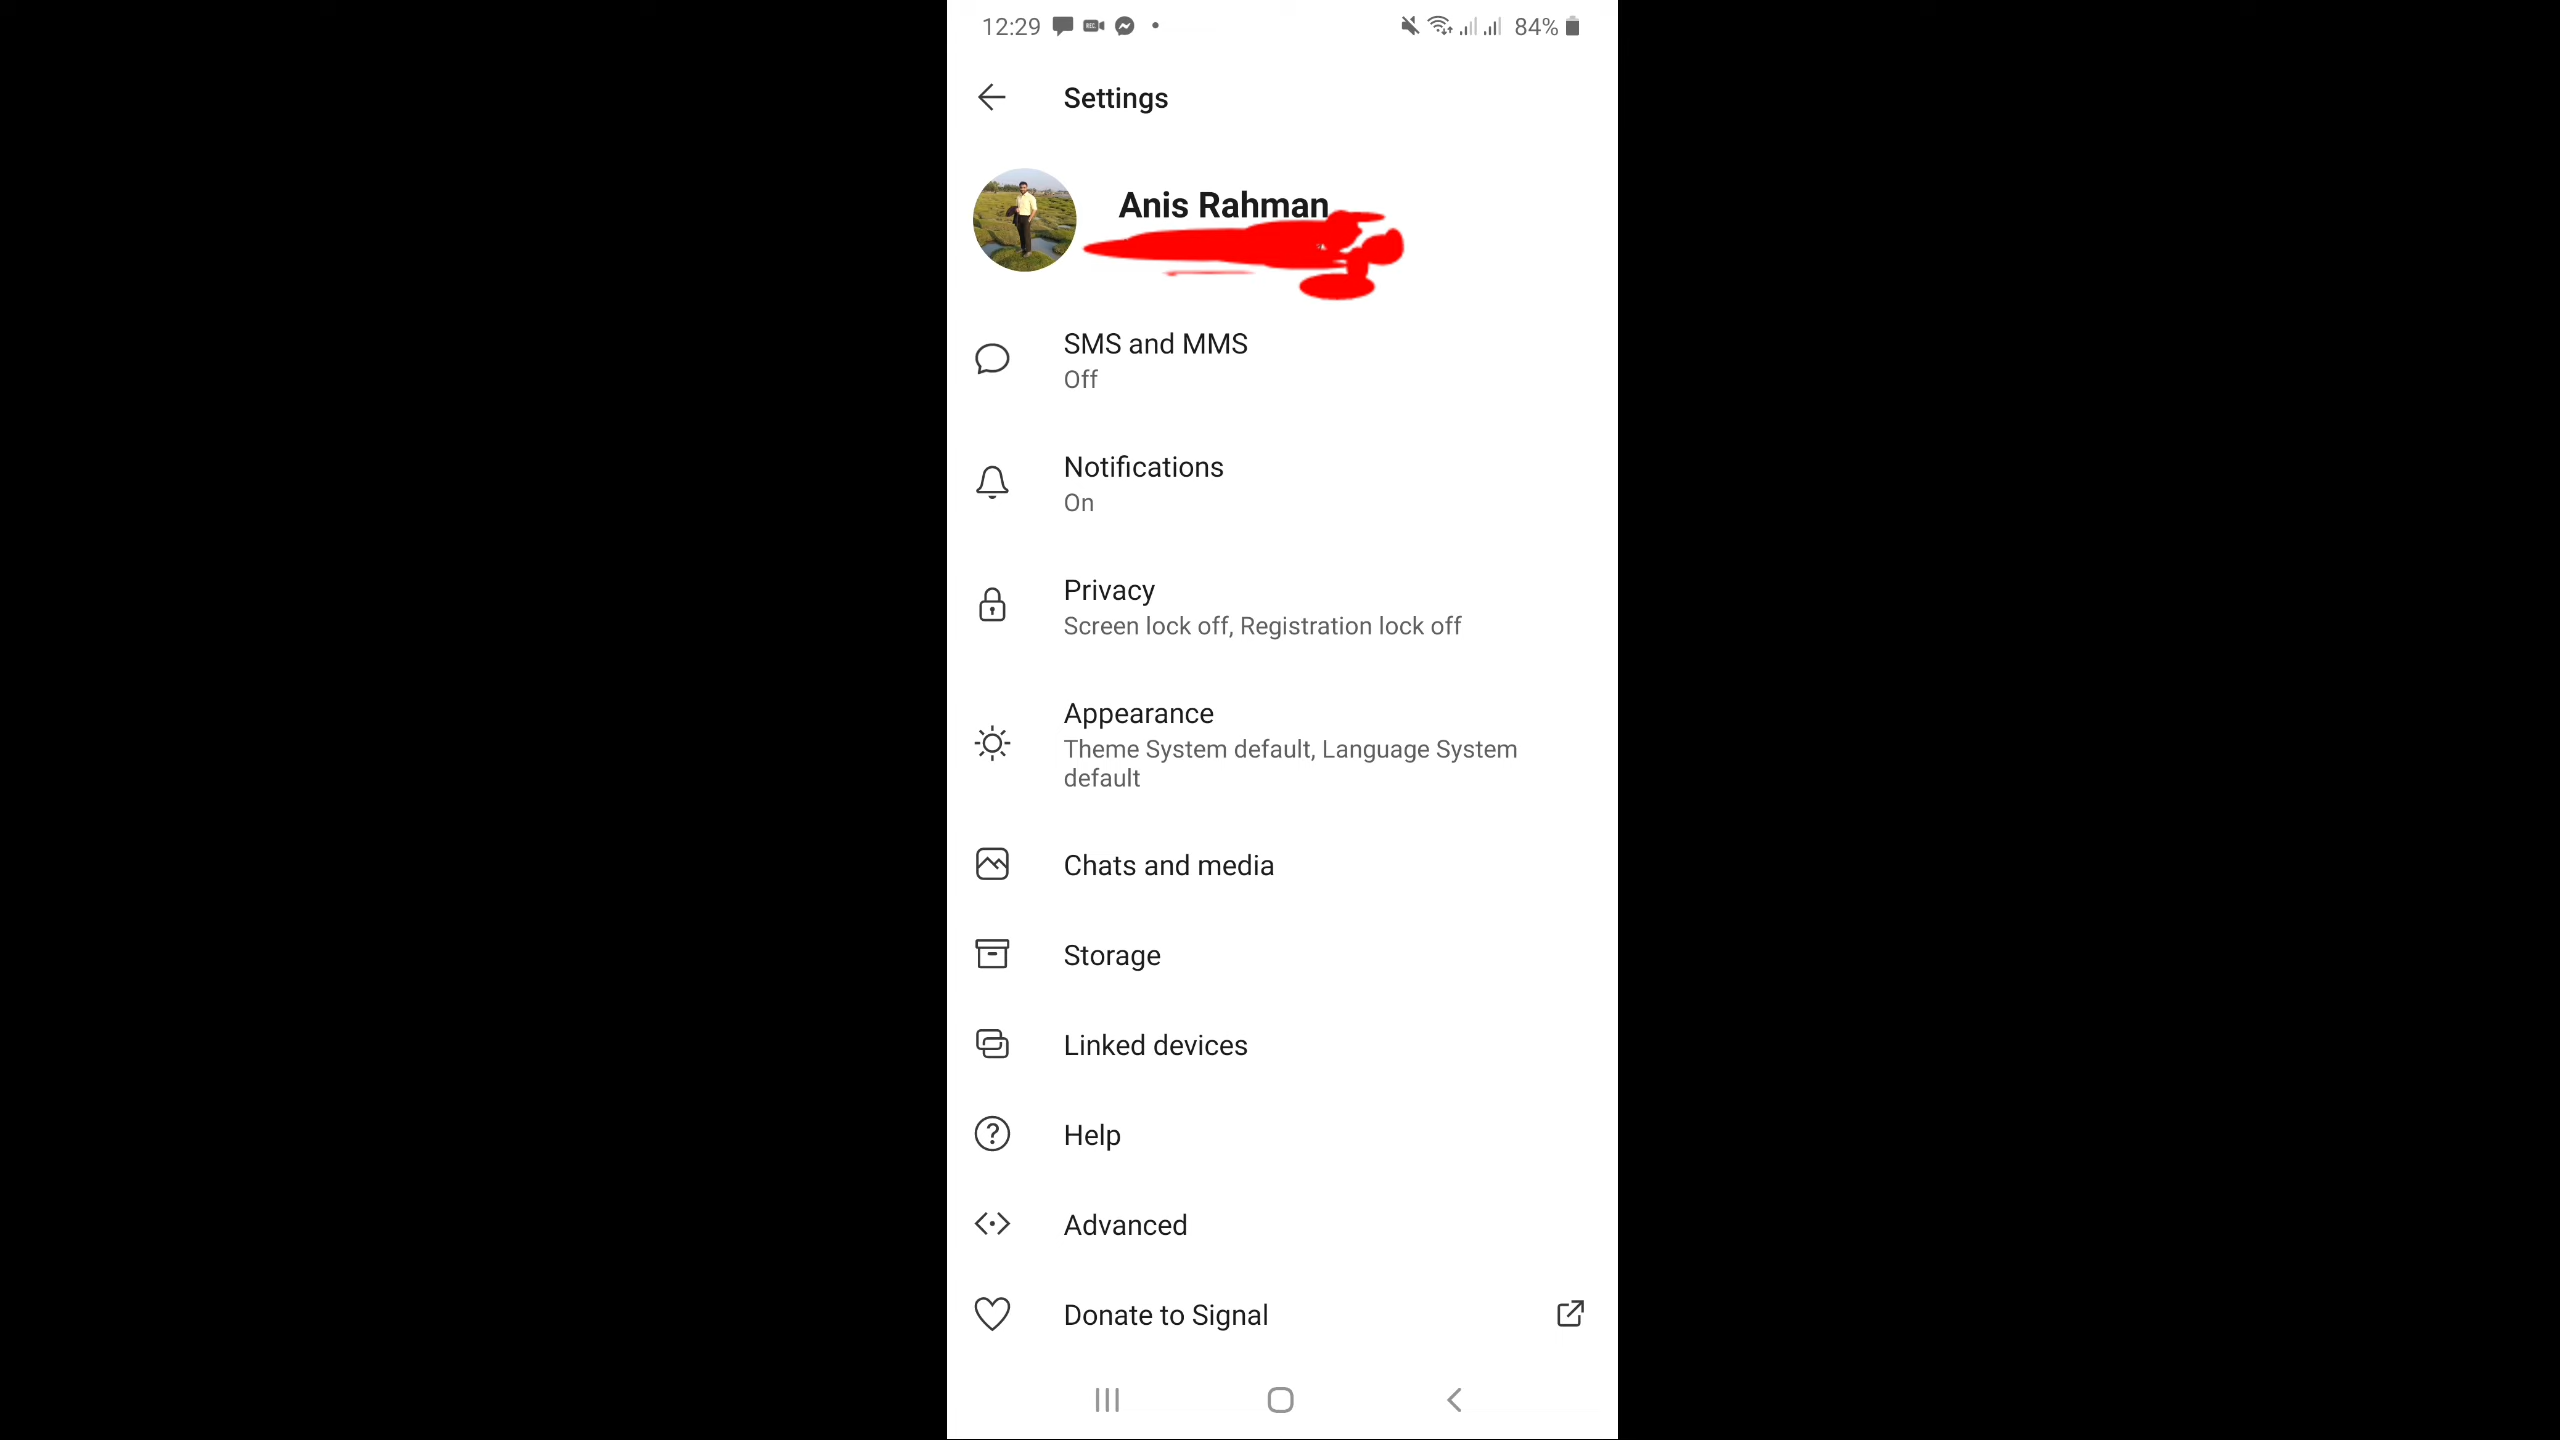 12:29
84%
Settings
Anis Rahman
SMS and MMS
Off
Notifications
On
Privacy
Screen lock off, Registration lock off
Appearance
Theme System default, Language System
default
Chats and media
Storage
Linked devices
Help
Advanced
Donate to Signal